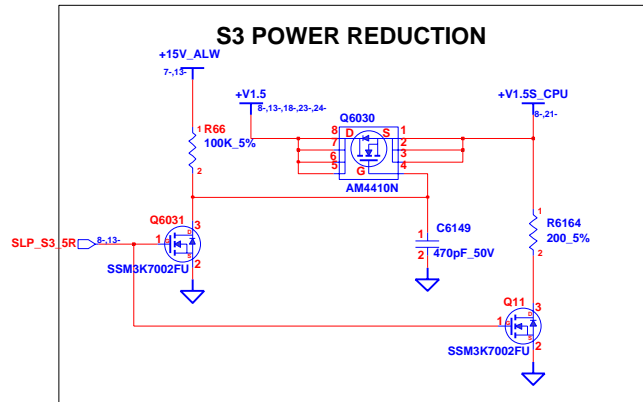 S3 POWER REDUCTION
+15V_ALW
7-,13-
+V1.5
8-,13-,18-,23-,24-
+V1.5S_CPU
8-,21-
Q6030
8 D S 1
7 2
6 3
5 G 4
AM4410N
1
R66
100K_5%
2
Q6031
SLP_S3_5R
8-,13-
1 G
3
D
S
2
SSM3K7002FU
1
C6149
2
470pF_50V
1
R6164
200_5%
2
Q11
1 G
3
D
S
2
SSM3K7002FU